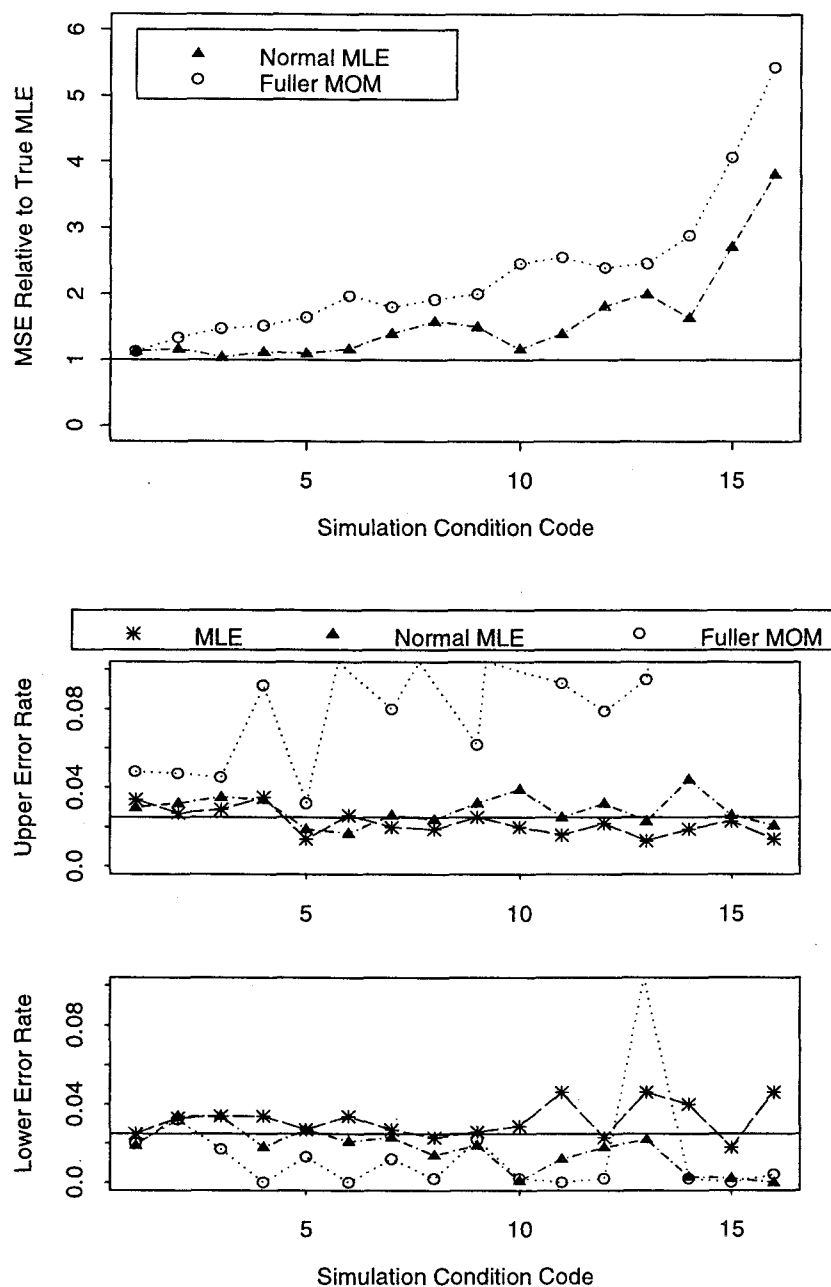 Normal MLE
Fuller MOM
MSE Relative to True MLE
6
5
4
3
2
1
0
5
10
15
Simulation Condition Code
MLE
Normal MLE
Fuller MOM
Upper Error Rate
0.08
0.04
0.0
5
10
15
Lower Error Rate
0.08
0.04
0.0
5
10
15
Simulation Condition Code